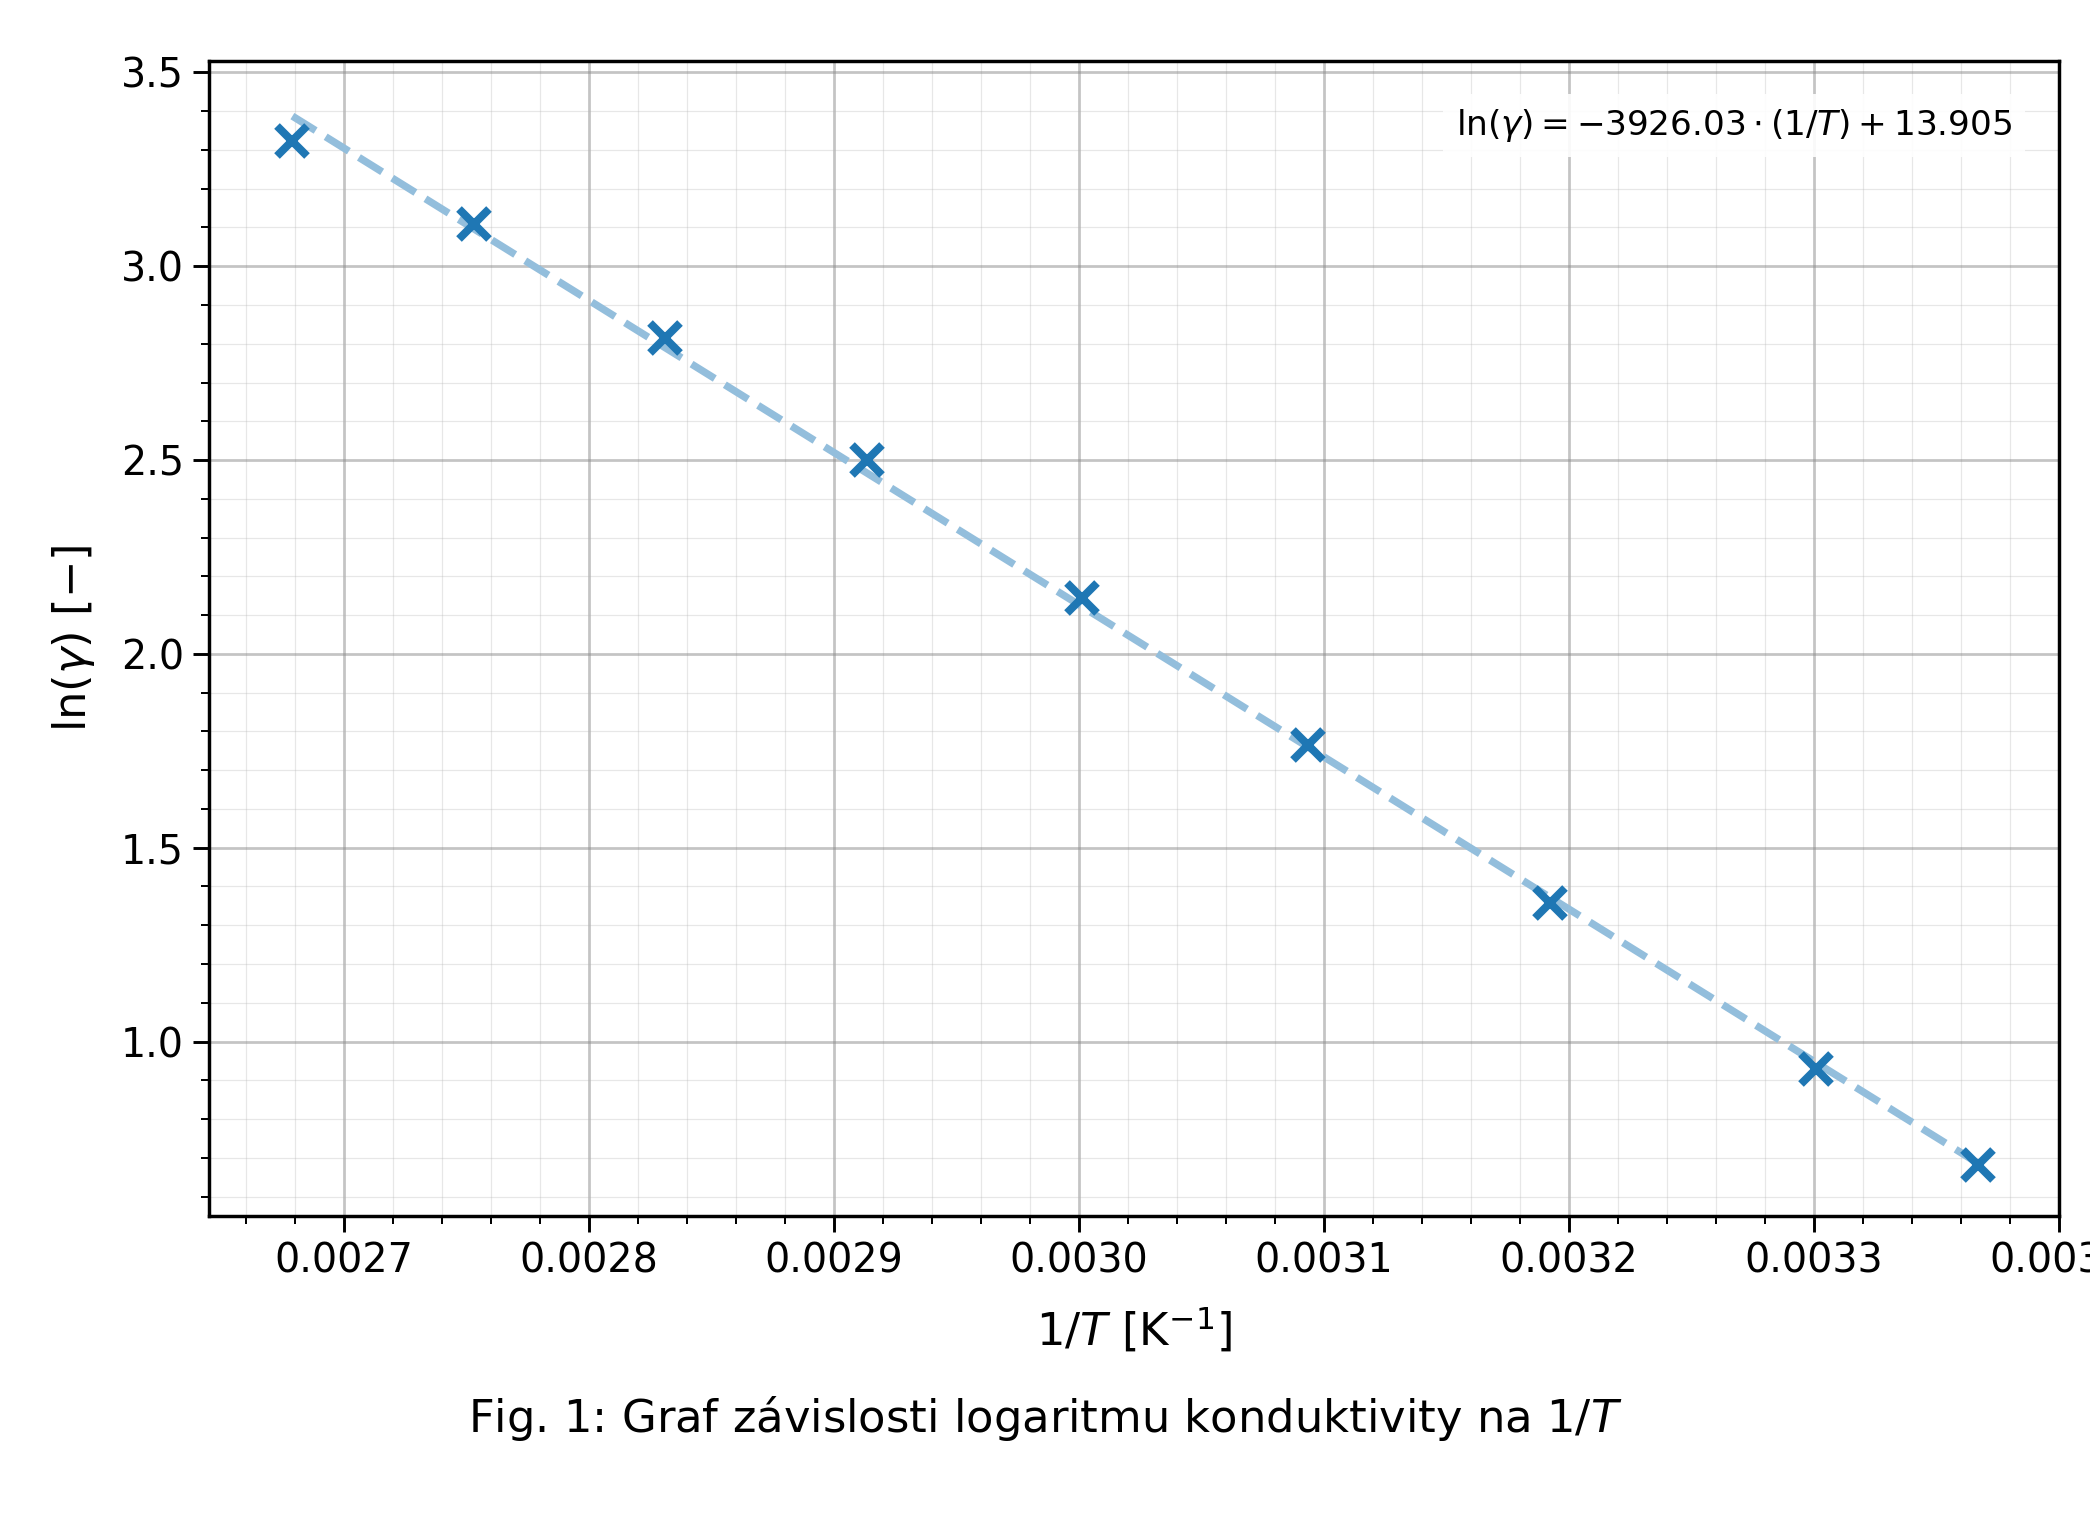 ln(γ) = −3926.03 · (1/T) + 13.905
3.5
3.0
2.5
2.0
1.5
1.0
ln(γ) [−]
0.0027 0.0028 0.0029 0.0030 0.0031 0.0032 0.0033 0.003
1/T [K⁻¹]
Fig. 1: Graf závislosti logaritmu konduktivity na 1/T